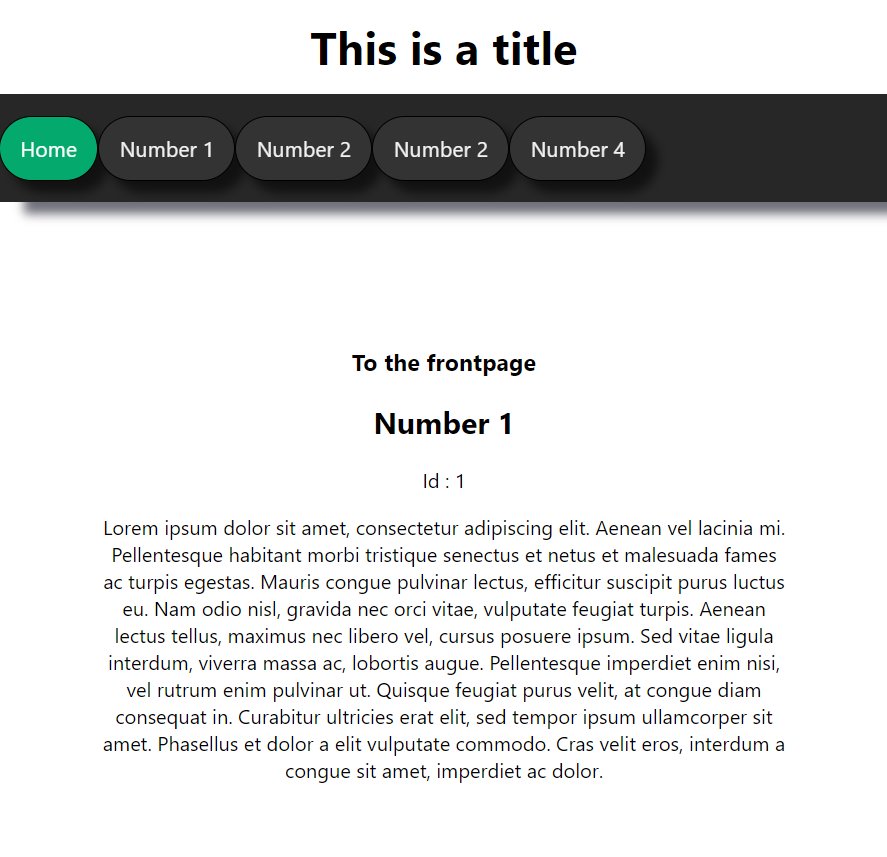 This is a title
Home Number 1 Number 2 Number 2 Number 4
To the frontpage
Number 1
Id : 1
Lorem ipsum dolor sit amet, consectetur adipiscing elit. Aenean vel lacinia mi.
Pellentesque habitant morbi tristique senectus et netus et malesuada fames
ac turpis egestas. Mauris congue pulvinar lectus, efficitur suscipit purus luctus
eu. Nam odio nisl, gravida nec orci vitae, vulputate feugiat turpis. Aenean
lectus tellus, maximus nec libero vel, cursus posuere ipsum. Sed vitae ligula
interdum, viverra massa ac, lobortis augue. Pellentesque imperdiet enim nisi,
vel rutrum enim pulvinar ut. Quisque feugiat purus velit, at congue diam
consequat in. Curabitur ultricies erat elit, sed tempor ipsum ullamcorper sit
amet. Phasellus et dolor a elit vulputate commodo. Cras velit eros, interdum a
congue sit amet, imperdiet ac dolor.